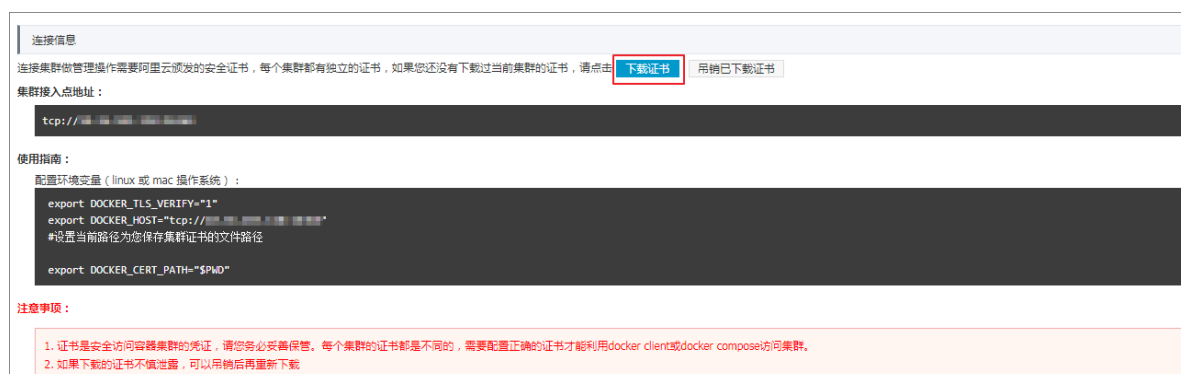 连接信息
连接集群做管理操作需要阿里云颁发的安全证书，每个集群都有独立的证书，如果您还没有下载过当前集群的证书，请点击 下载证书 吊销已下载证书
集群接入点地址：
tcp://
使用指南：
配置环境变量（linux 或 mac 操作系统）：
export DOCKER_TLS_VERIFY="1"
export DOCKER_HOST="tcp://"
#设置当前路径为您保存集群证书的文件路径
export DOCKER_CERT_PATH="$PWD"
注意事项：
1. 证书是安全访问容器集群的凭证，请您务必妥善保管。每个集群的证书都是不同的，需要配置正确的证书才能利用docker client或docker compose访问集群。
2. 如果下载的证书不慎泄露，可以吊销后再重新下载